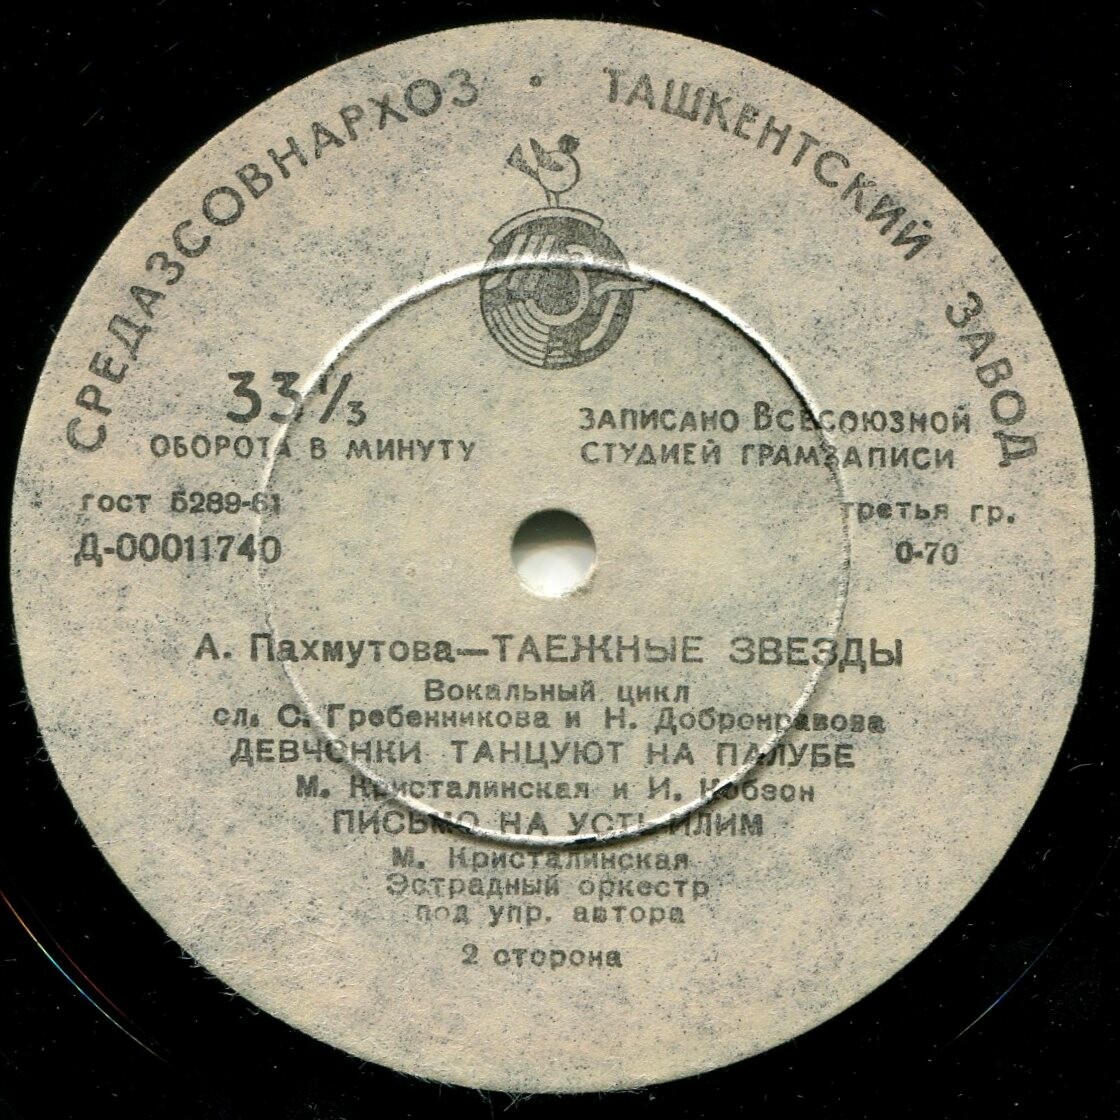 СРЕДАЗСОВНАРХОЗ · ТАШКЕНТСКИЙ ЗАВОД
33 1/3
ОБОРОТА В МИНУТУ
ЗАПИСАНО ВСЕСОЮЗНОЙ
СТУДИЕЙ ГРАМЗАПИСИ
гост 5289-61
Д-00011740
третья гр.
0-70
А. Пахмутова—ТАЕЖНЫЕ ЗВЕЗДЫ
Вокальный цикл
сл. С. Гребенникова и Н. Добронравова
ДЕВЧОНКИ ТАНЦУЮТ НА ПАЛУБЕ
М. Кристалинская и И. Кобзон
ПИСЬМО НА УСТЬ-ИЛИМ
М. Кристалинская
Эстрадный оркестр
под упр. автора
2 сторона